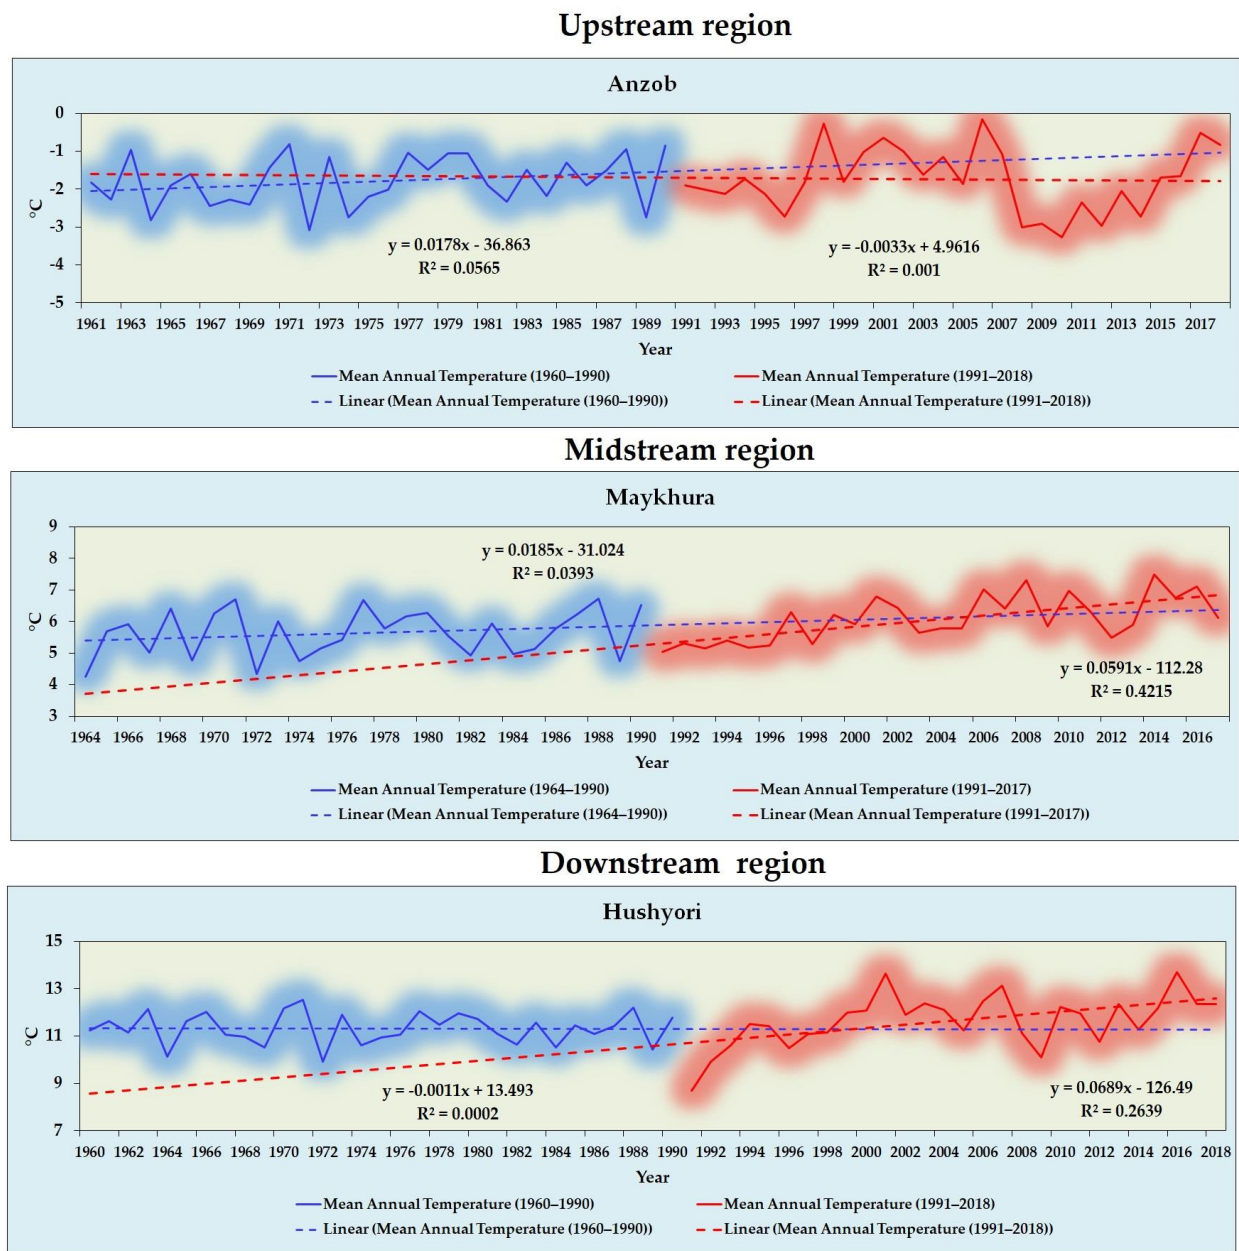 Upstream region
Anzob
0
-1
-2
-3
-4
-5
°C
y = 0.0178x - 36.863
R² = 0.0565
y = -0.0033x + 4.9616
R² = 0.001
1961 1963 1965 1967 1969 1971 1973 1975 1977 1979 1981 1983 1985 1987 1989 1991 1993 1995 1997 1999 2001 2003 2005 2007 2009 2011 2013 2015 2017
Year
Mean Annual Temperature (1960–1990) Mean Annual Temperature (1991–2018)
Linear (Mean Annual Temperature (1960–1990)) Linear (Mean Annual Temperature (1991–2018))
Midstream region
Maykhura
9
8
7
6
5
4
3
°C
y = 0.0185x - 31.024
R² = 0.0393
y = 0.0591x - 112.28
R² = 0.4215
1964 1966 1968 1970 1972 1974 1976 1978 1980 1982 1984 1986 1988 1990 1992 1994 1996 1998 2000 2002 2004 2006 2008 2010 2012 2014 2016
Year
Mean Annual Temperature (1964–1990) Mean Annual Temperature (1991–2017)
Linear (Mean Annual Temperature (1964–1990)) Linear (Mean Annual Temperature (1991–2017))
Downstream region
Hushyori
15
13
11
9
7
°C
y = -0.0011x + 13.493
R² = 0.0002
y = 0.0689x - 126.49
R² = 0.2639
1960 1962 1964 1966 1968 1970 1972 1974 1976 1978 1980 1982 1984 1986 1988 1990 1992 1994 1996 1998 2000 2002 2004 2006 2008 2010 2012 2014 2016 2018
Year
Mean Annual Temperature (1960–1990) Mean Annual Temperature (1991–2018)
Linear (Mean Annual Temperature (1960–1990)) Linear (Mean Annual Temperature (1991–2018))